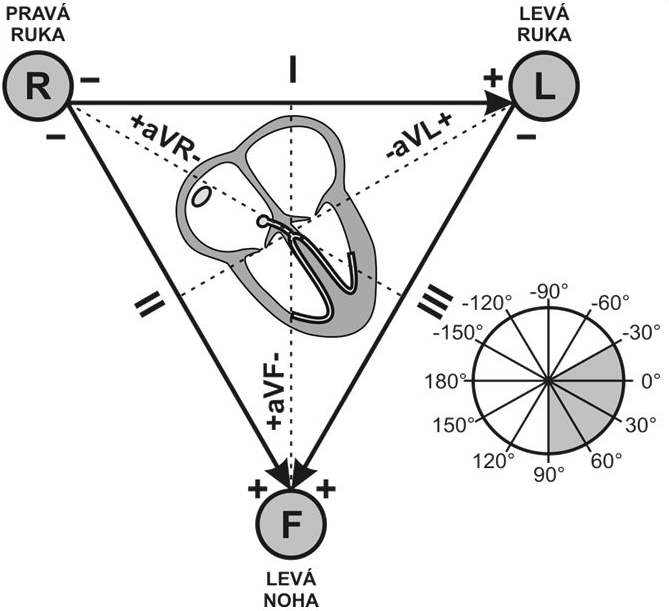 PRAVÁ
RUKA
LEVÁ
RUKA
R
−
I
+
L
−
−
+aVR-
-aVL+
II
III
+aVF-
-90°
-120°
-60°
-150°
-30°
180°
0°
150°
30°
120°
60°
90°
+
+
F
LEVÁ
NOHA